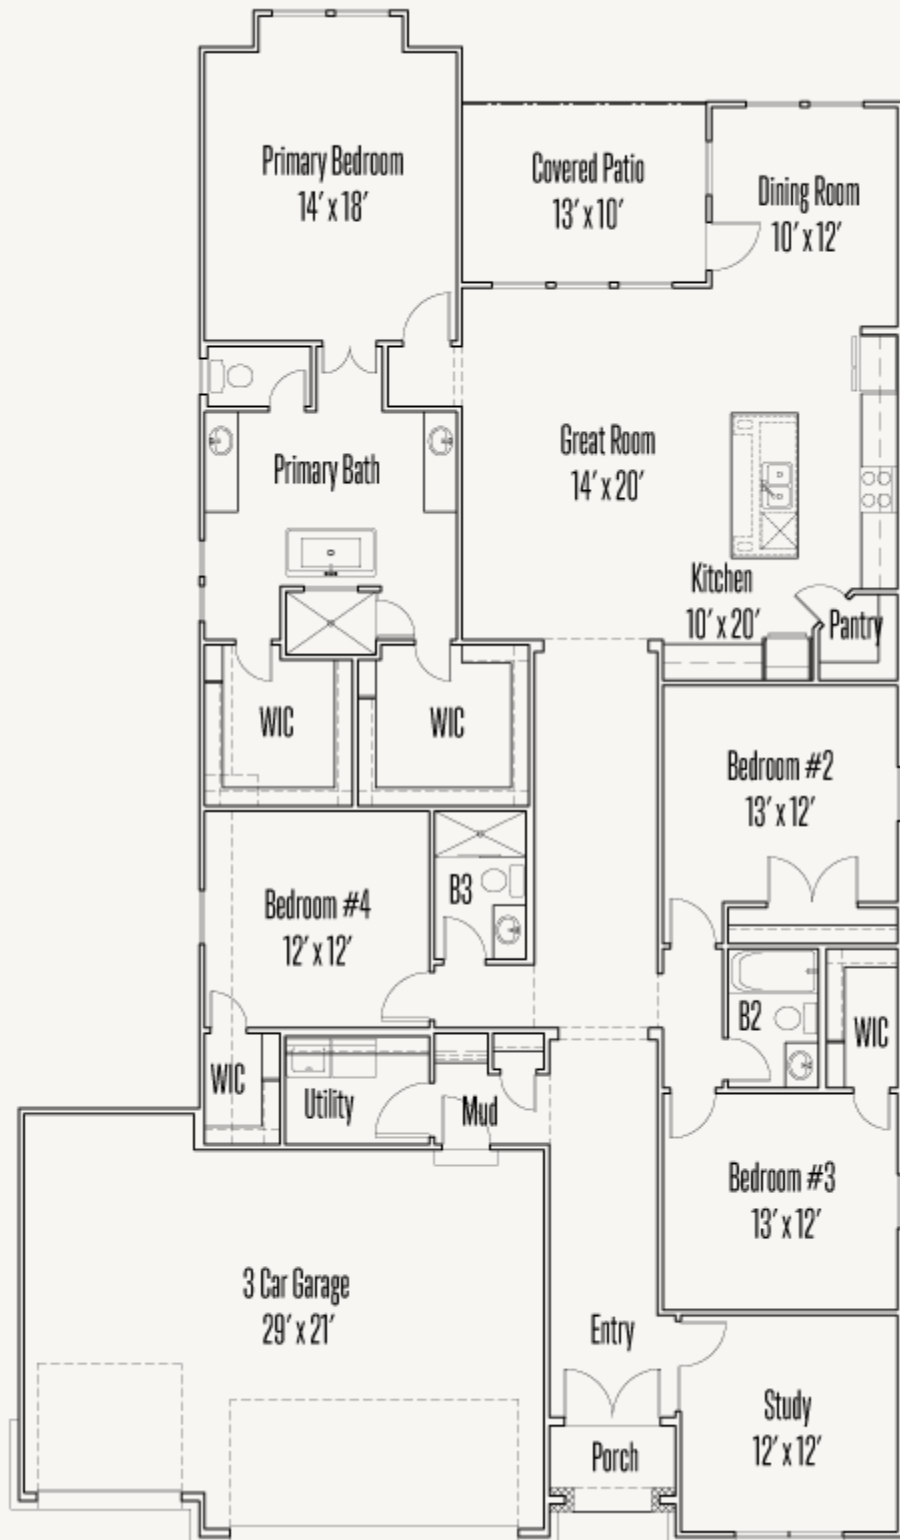 Primary Bedroom
14' x 18'
Covered Patio
13' x 10'
Dining Room
10' x 12'
Great Room
14' x 20'
Primary Bath
Kitchen
10' x 20'
Pantry
WIC
WIC
Bedroom #2
13' x 12'
B3
Bedroom #4
12' x 12'
B2
WIC
WIC
Utility
Mud
Bedroom #3
13' x 12'
3 Car Garage
29' x 21'
Entry
Study
12' x 12'
Porch